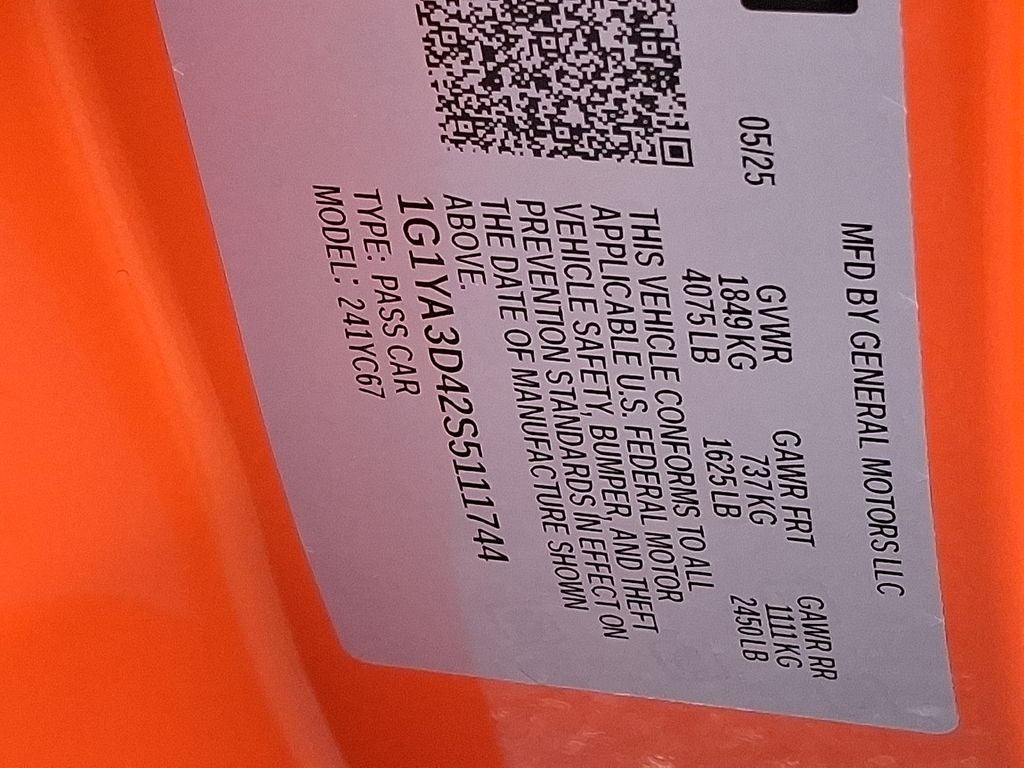 MFD BY GENERAL MOTORS LLC
05/25 GVWR GAWR FRT GAWR RR
1849 KG 737 KG 1111 KG
4075 LB 1625 LB 2450 LB
THIS VEHICLE CONFORMS TO ALL
APPLICABLE U.S. FEDERAL MOTOR
VEHICLE SAFETY, BUMPER, AND THEFT
PREVENTION STANDARDS IN EFFECT ON
THE DATE OF MANUFACTURE SHOWN
ABOVE.
1G1YA3D42S5111744
TYPE: PASS CAR
MODEL: 241YC67